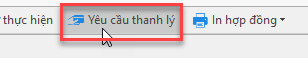 thực hiện Yêu cầu thanh lý In hợp đồng